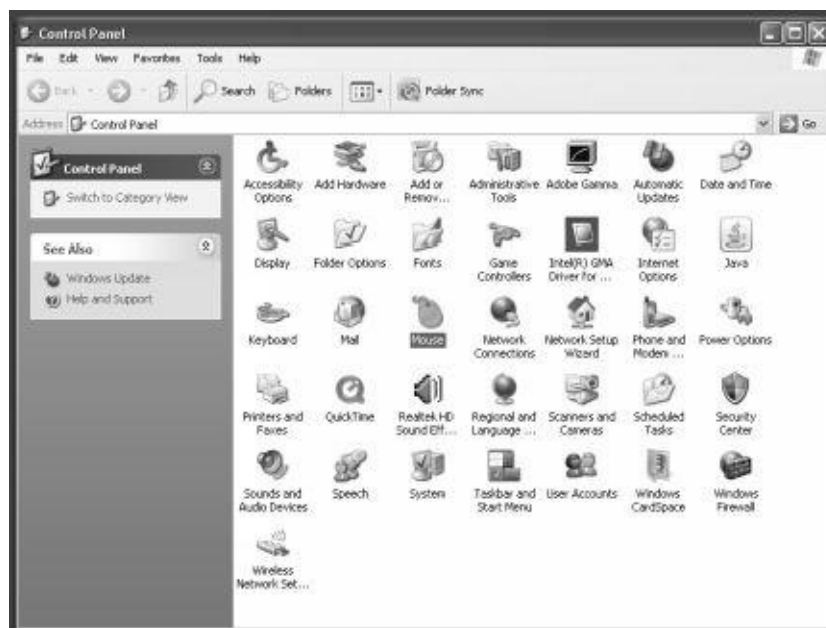 Control Panel
File Edit View Favorites Tools Help
Back Search Folders Folder Sync
Address Control Panel Go
Control Panel
Switch to Category View
See Also
Windows Update
Help and Support
Accessibility Options
Add Hardware
Add or Remov...
Administrative Tools
Adobe Gamma
Automatic Updates
Date and Time
Display
Folder Options
Fonts
Game Controllers
Intel(R) GMA Driver for ...
Internet Options
Java
Keyboard
Mail
Mouse
Network Connections
Network Setup Wizard
Phone and Modem ...
Power Options
Printers and Faxes
QuickTime
Realtek HD Sound Eff...
Regional and Language ...
Scanners and Cameras
Scheduled Tasks
Security Center
Sounds and Audio Devices
Speech
System
Taskbar and Start Menu
User Accounts
Windows CardSpace
Windows Firewall
Wireless Network Set...